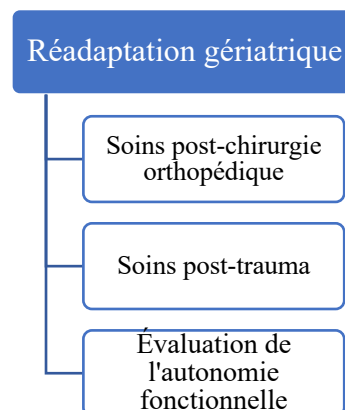 Réadaptation gériatrique
Soins post-chirurgie
orthopédique
Soins post-trauma
Évaluation de
l'autonomie
fonctionnelle